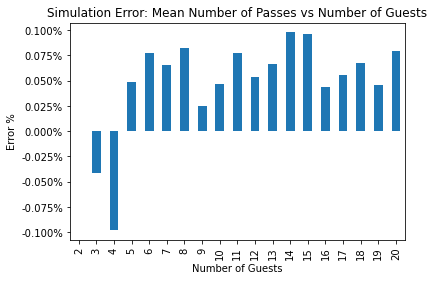 Simulation Error: Mean Number of Passes vs Number of Guests
0.100%
0.075%
0.050%
0.025%
0.000%
-0.025%
-0.050%
-0.075%
-0.100%
Error %
2 3 4 5 6 7 8 9 10 11 12 13 14 15 16 17 18 19 20
Number of Guests